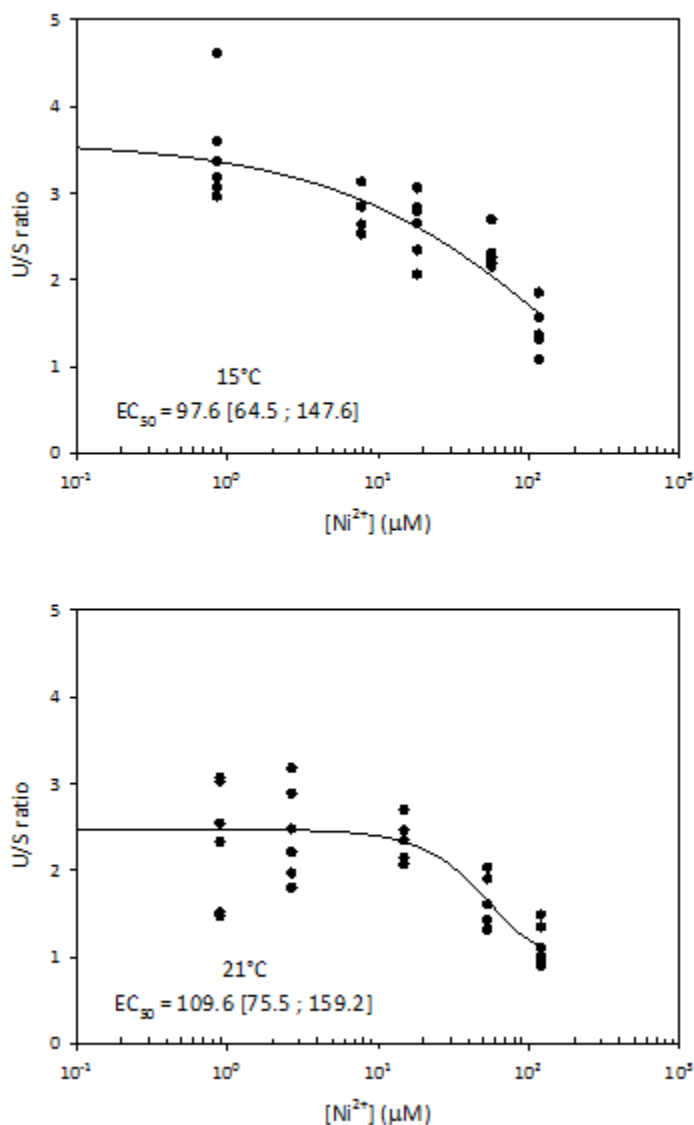 5
4
3
2
1
0
U/S ratio
15°C
EC₅₀ = 97.6 [64.5 ; 147.6]
10⁻¹ 10⁰ 10¹ 10² 10³
[Ni²⁺] (µM)
5
4
3
2
1
0
U/S ratio
21°C
EC₅₀ = 109.6 [75.5 ; 159.2]
10⁻¹ 10⁰ 10¹ 10² 10³
[Ni²⁺] (µM)